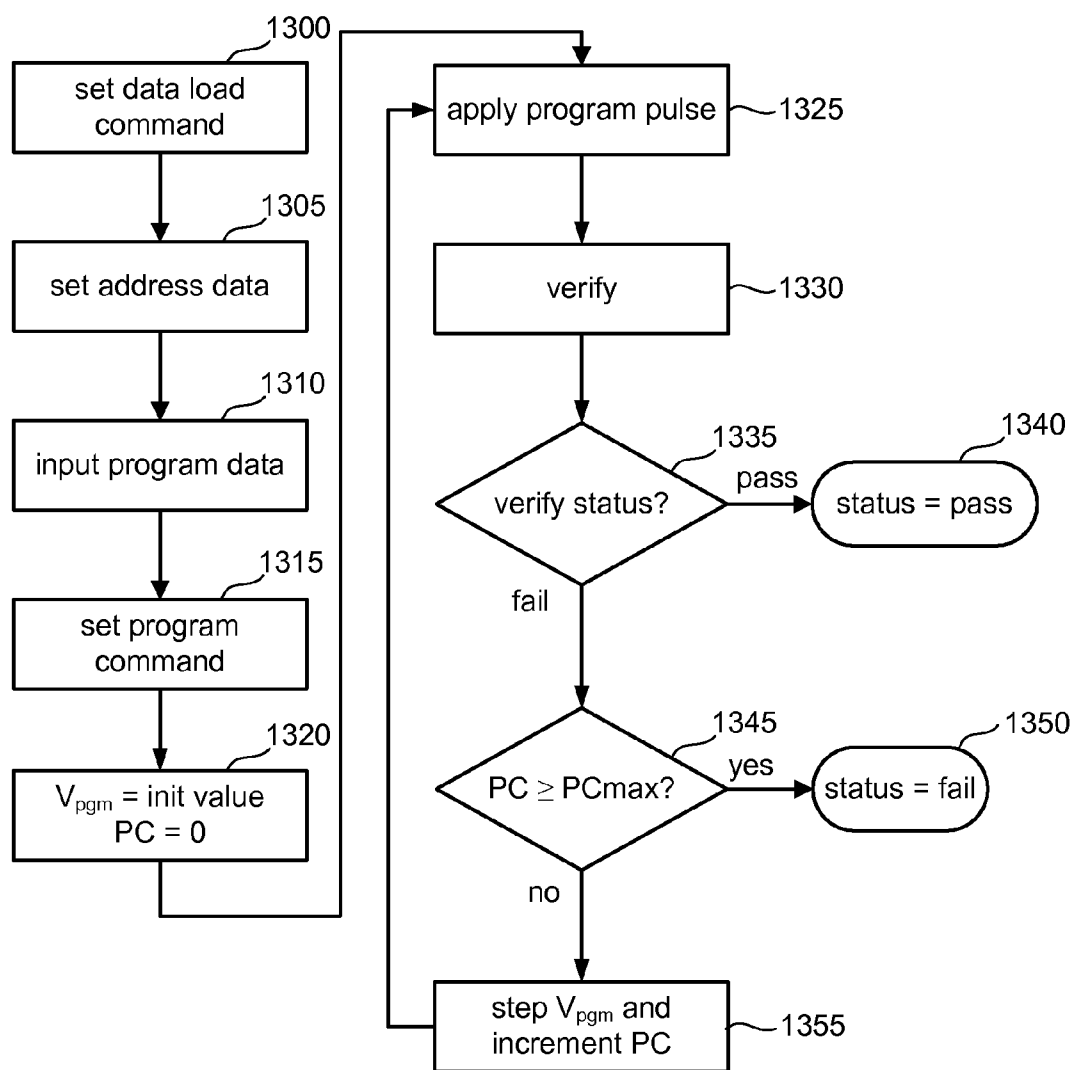 1300
set data load
command
1305
set address data
1310
input program data
1315
set program
command
1320
Vpgm = init value
PC = 0
apply program pulse
1325
verify
1330
1335
verify status?
pass
1340
status = pass
fail
1345
PC ≥ PCmax?
yes
1350
status = fail
no
step Vpgm and
increment PC
1355